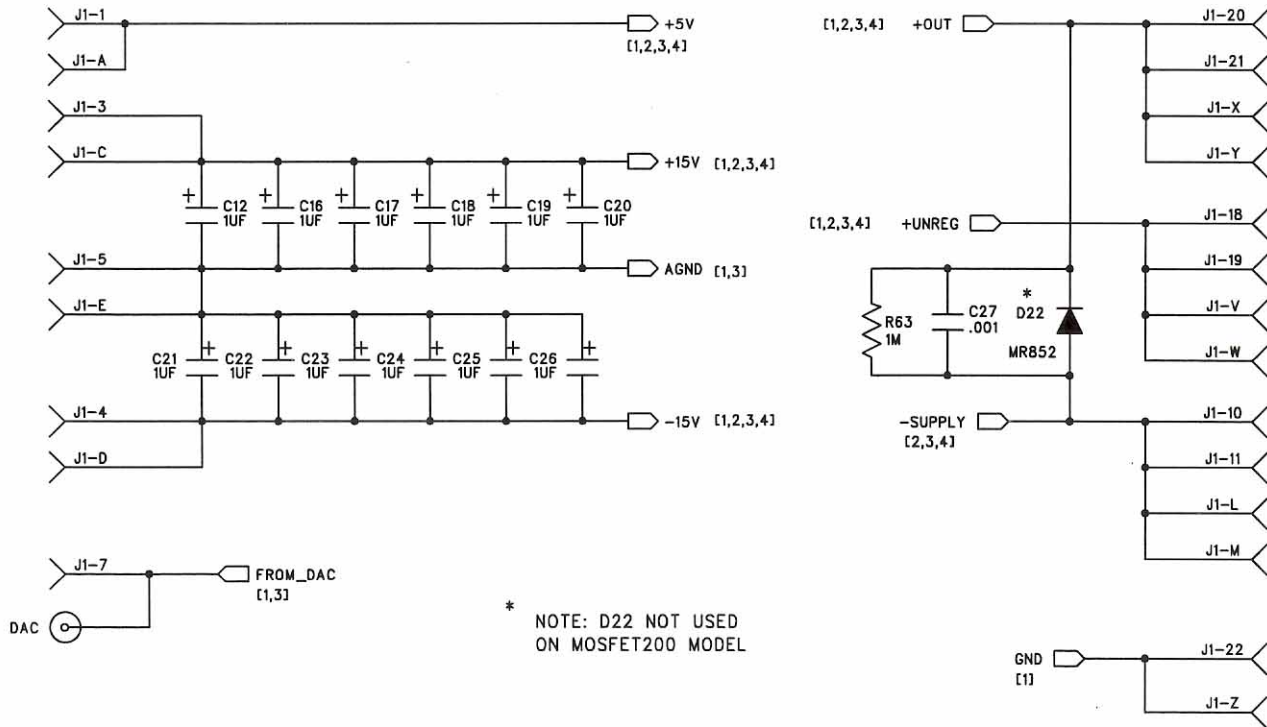 J1-1
+5V
[1,2,3,4]
J1-A
J1-3
J1-C
+15V [1,2,3,4]
+ C12 1UF
+ C16 1UF
+ C17 1UF
+ C18 1UF
+ C19 1UF
+ C20 1UF
J1-5
AGND [1,3]
J1-E
C21 1UF +
C22 1UF +
C23 1UF +
C24 1UF +
C25 1UF +
C26 1UF +
J1-4
-15V [1,2,3,4]
J1-D
J1-7
FROM_DAC
[1,3]
DAC
*
NOTE: D22 NOT USED
ON MOSFET200 MODEL
[1,2,3,4] +OUT
J1-20
J1-21
J1-X
J1-Y
[1,2,3,4] +UNREG
J1-18
J1-19
J1-V
J1-W
R63
1M
C27
.001
*
D22
MR852
-SUPPLY
[2,3,4]
J1-10
J1-11
J1-L
J1-M
GND
[1]
J1-22
J1-Z